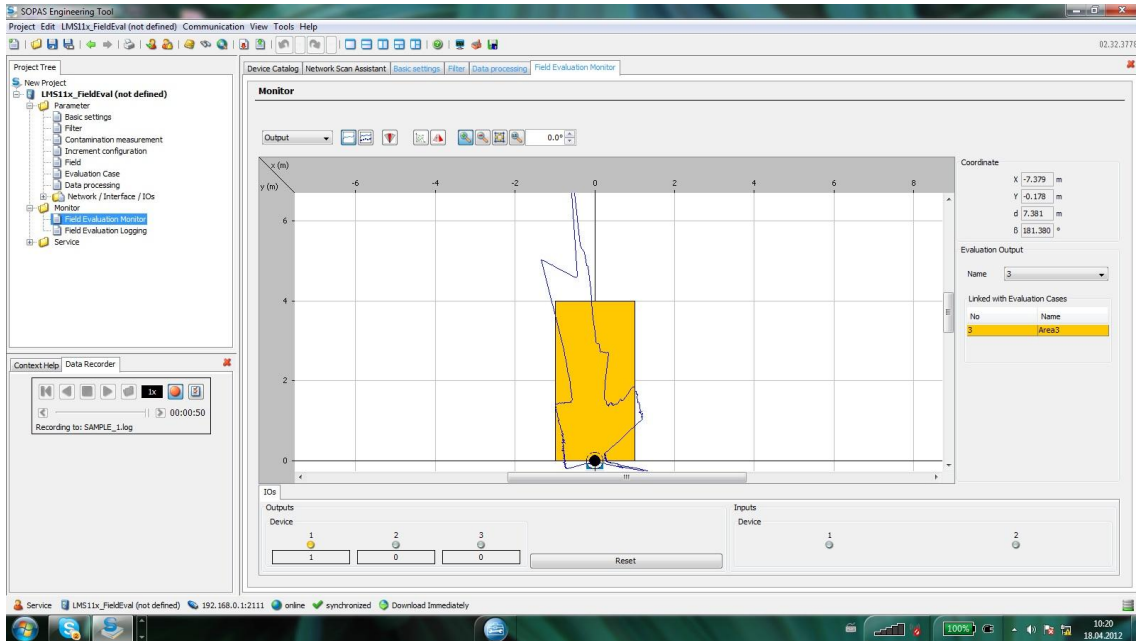 SOPAS Engineering Tool
Project Edit LMS11x_FieldEval (not defined) Communication View Tools Help
02.32.3778
Project Tree
New Project
LMS11x_FieldEval (not defined)
Parameter
Basic settings
Filter
Contamination measurement
Increment configuration
Field
Evaluation Case
Data processing
Network / Interface / IOs
Monitor
Field Evaluation Monitor
Field Evaluation Logging
Service
Context Help Data Recorder
1x
00:00:50
Recording to: SAMPLE_1.log
Device Catalog Network Scan Assistant Basic settings Filter Data processing Field Evaluation Monitor
Monitor
Output 0.0°
x (m)
y (m)
-6 -4 -2 0 2 4 6 8
6
4
2
0
Coordinate
X -7.379 m
Y -0.178 m
d 7.381 m
ß 181.380 °
Evaluation Output
Name 3
Linked with Evaluation Cases
No Name
3 Area3
IOs
Outputs
Device
1 2 3
1 0 0
Reset
Inputs
Device
1 2
Service LMS11x_FieldEval (not defined) 192.168.0.1:2111 online synchronized Download Immediately
100%
10:20
18.04.2012